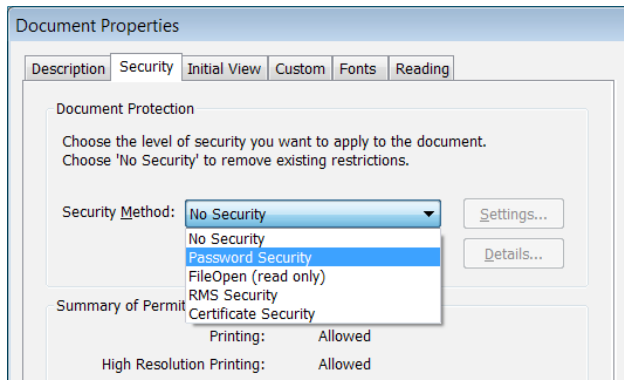 Document Properties
Description Security Initial View Custom Fonts Reading
Document Protection
Choose the level of security you want to apply to the document.
Choose 'No Security' to remove existing restrictions.
Security Method: No Security Settings...
No Security
Password Security Details...
FileOpen (read only)
RMS Security
Summary of Permit
Certificate Security
Printing: Allowed
High Resolution Printing: Allowed